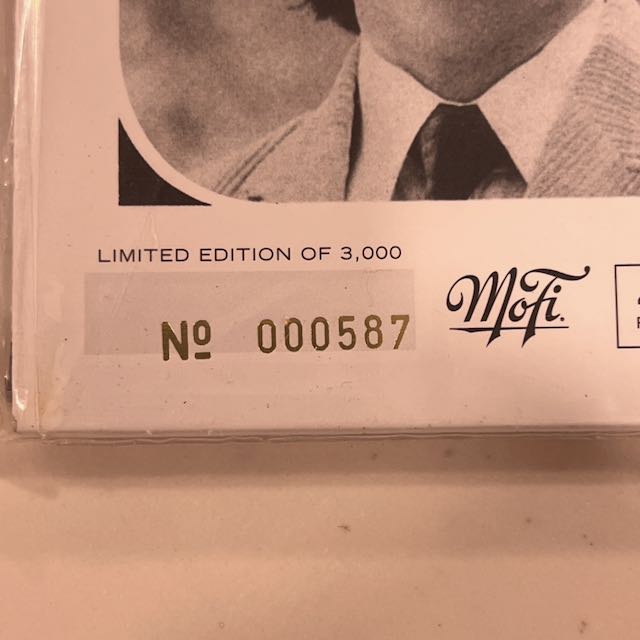 LIMITED EDITION OF 3,000
Nº 000587
MoFi.